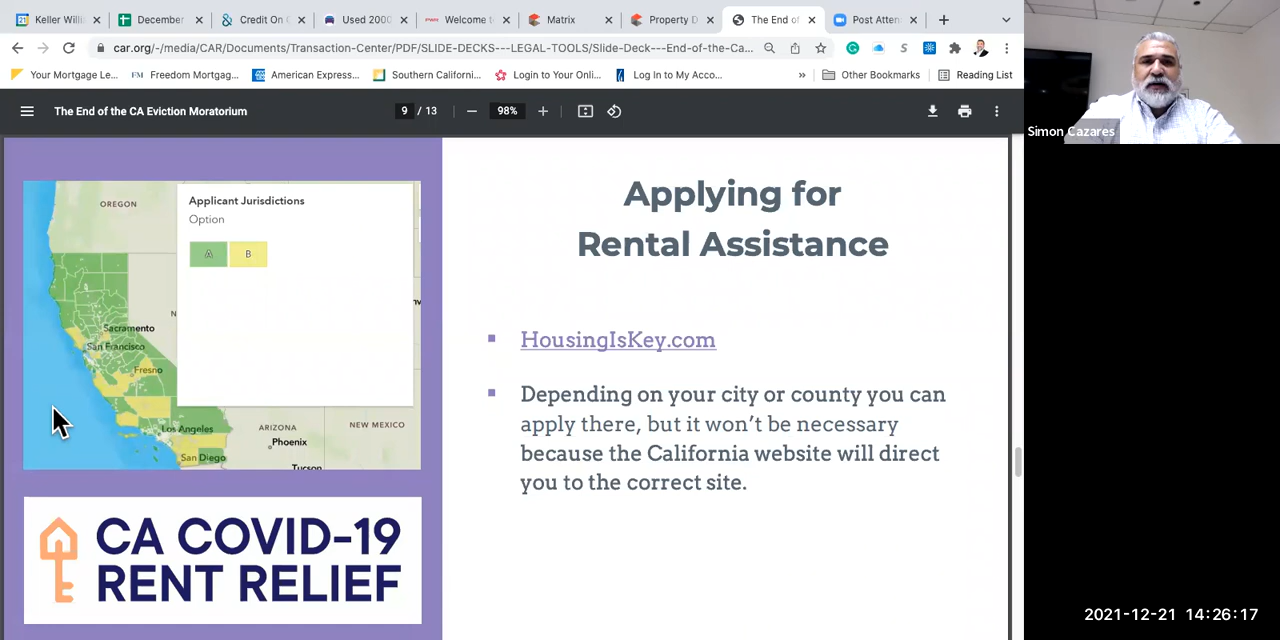 Keller Willi
December
Credit On
Used 2000
Welcome t
Matrix
Property D
The End of
Post Atten
car.org/-/media/CAR/Documents/Transaction-Center/PDF/SLIDE-DECKS---LEGAL-TOOLS/Slide-Deck---End-of-the-Ca...
Your Mortgage Le...
Freedom Mortgag...
American Express...
Southern Californi...
Login to Your Onli...
Log In to My Acco...
»
Other Bookmarks
Reading List
The End of the CA Eviction Moratorium
9 / 13
98%
Simon Cazares
Applicant Jurisdictions
Option
A B
OREGON
Sacramento
San Francisco
Fresno
Los Angeles
San Diego
ARIZONA
Phoenix
Tucson
NEW MEXICO
CA COVID-19
RENT RELIEF
Applying for
Rental Assistance
HousingIsKey.com
Depending on your city or county you can
apply there, but it won’t be necessary
because the California website will direct
you to the correct site.
2021-12-21 14:26:17